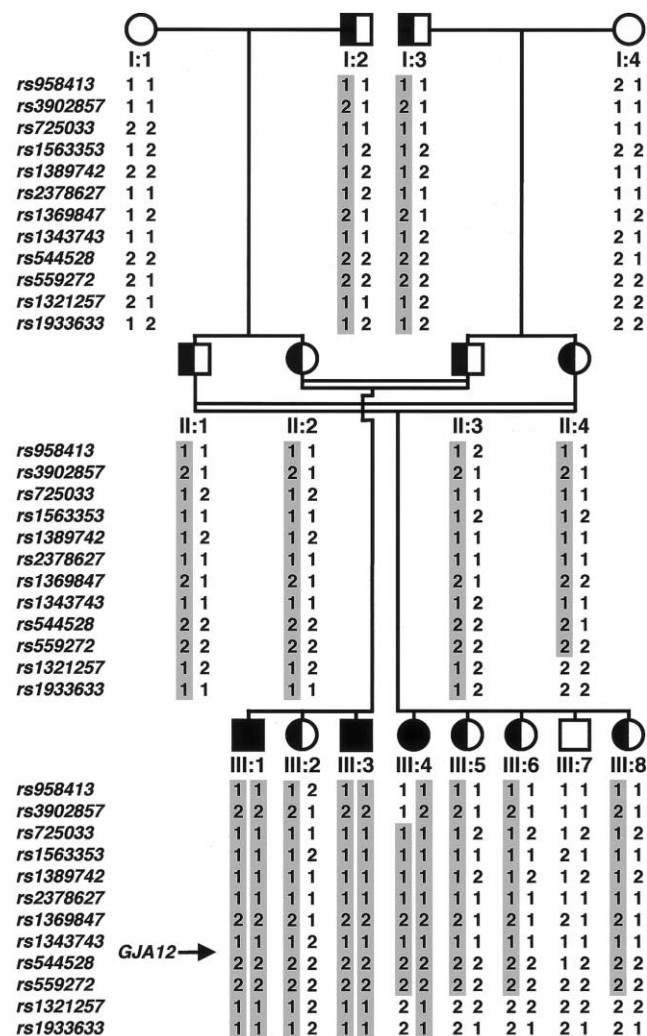 I:1 I:2 I:3 I:4
rs958413 1 1 1 1 1 1 2 1
rs3902857 1 1 2 1 2 1 1 1
rs725033 2 2 1 1 1 1 1 1
rs1563353 1 2 1 2 1 2 2 2
rs1389742 2 2 1 2 1 2 1 1
rs2378627 1 1 1 2 1 1 1 1
rs1369847 1 2 2 1 2 1 1 2
rs1343743 1 1 1 1 1 2 2 1
rs544528 2 2 2 2 2 2 2 1
rs559272 2 1 2 2 2 2 2 2
rs1321257 2 1 1 1 1 2 2 2
rs1933633 1 2 1 2 1 2 2 2
II:1 II:2 II:3 II:4
rs958413 1 1 1 1 1 2 1 1
rs3902857 2 1 2 1 2 1 2 1
rs725033 1 2 1 2 1 1 1 1
rs1563353 1 1 1 1 1 2 1 2
rs1389742 1 2 1 2 1 1 1 1
rs2378627 1 1 1 1 1 1 1 1
rs1369847 2 1 2 1 2 1 2 2
rs1343743 1 1 1 1 1 2 1 1
rs544528 2 2 2 2 2 2 2 1
rs559272 2 2 2 2 2 2 2 2
rs1321257 1 2 1 2 1 2 2 2
rs1933633 1 1 1 1 1 2 2 2
III:1 III:2 III:3 III:4 III:5 III:6 III:7 III:8
rs958413 1 1 1 2 1 1 1 1 1 1 1 1 1 1 1 1
rs3902857 2 2 2 1 2 2 1 2 2 1 2 1 1 1 2 1
rs725033 1 1 1 1 1 1 1 1 1 2 1 2 1 2 1 2
rs1563353 1 1 1 2 1 1 1 1 1 1 1 1 2 1 1 1
rs1389742 1 1 1 1 1 1 1 1 1 2 1 2 1 2 1 2
rs2378627 1 1 1 1 1 1 1 1 1 1 1 1 1 1 1 1
rs1369847 2 2 2 1 2 2 2 2 2 1 2 1 2 1 2 1
rs1343743 1 1 1 2 1 1 1 1 1 1 1 1 1 1 1 1
GJA12
rs544528 2 2 2 2 2 2 2 2 2 2 2 2 1 2 2 2
rs559272 2 2 2 2 2 2 2 2 2 2 2 2 2 2 2 2
rs1321257 1 1 1 2 1 1 2 1 2 2 2 2 2 2 2 2
rs1933633 1 1 1 2 1 1 2 1 2 1 2 1 2 1 2 1